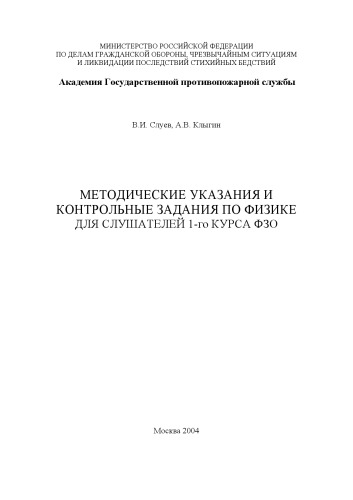 МИНИСТЕРСТВО РОССИЙСКОЙ ФЕДЕРАЦИИ
ПО ДЕЛАМ ГРАЖДАНСКОЙ ОБОРОНЫ, ЧРЕЗВЫЧАЙНЫМ СИТУАЦИЯМ
И ЛИКВИДАЦИИ ПОСЛЕДСТВИЙ СТИХИЙНЫХ БЕДСТВИЙ
Академия Государственной противопожарной службы
В.И. Слуев, А.В. Клыгин
МЕТОДИЧЕСКИЕ УКАЗАНИЯ И
КОНТРОЛЬНЫЕ ЗАДАНИЯ ПО ФИЗИКЕ
ДЛЯ СЛУШАТЕЛЕЙ 1-го КУРСА ФЗО
Москва 2004